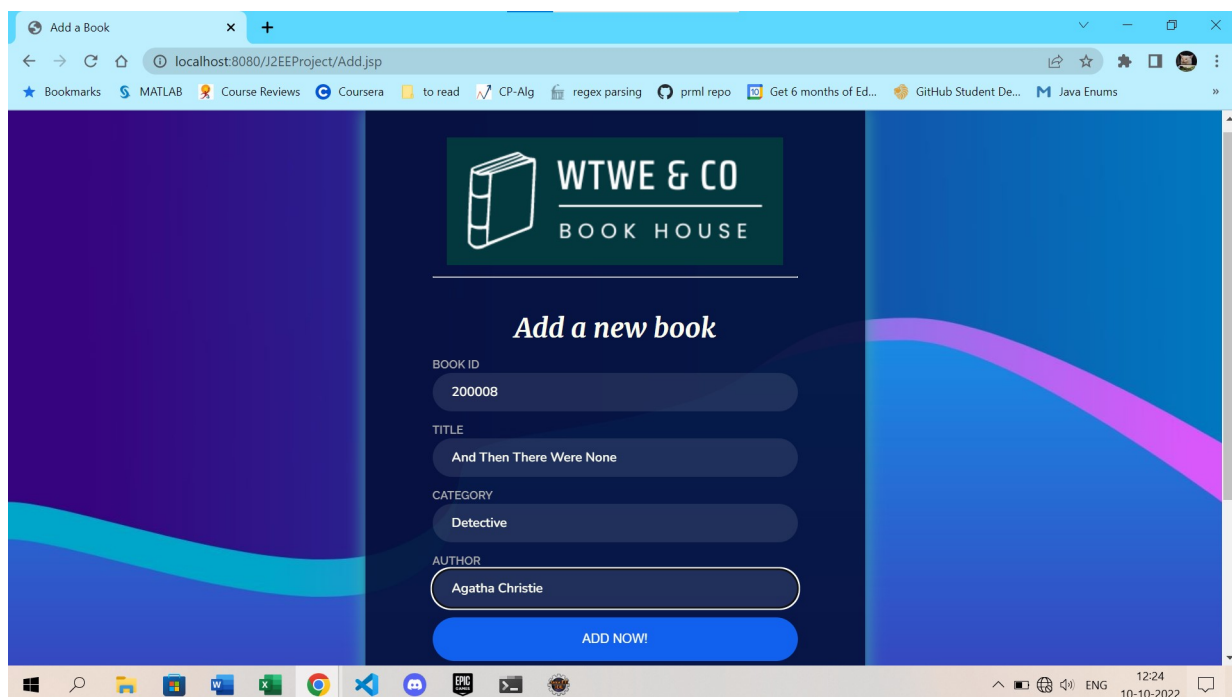 Add a Book
localhost:8080/J2EEProject/Add.jsp
Bookmarks MATLAB Course Reviews Coursera to read CP-Alg regex parsing prml repo 10 Get 6 months of Ed... GitHub Student De... Java Enums »
WTWE & CO
BOOK HOUSE
Add a new book
BOOK ID
200008
TITLE
And Then There Were None
CATEGORY
Detective
AUTHOR
Agatha Christie
ADD NOW!
EPIC GAMES
ENG
12:24
10-10-2022